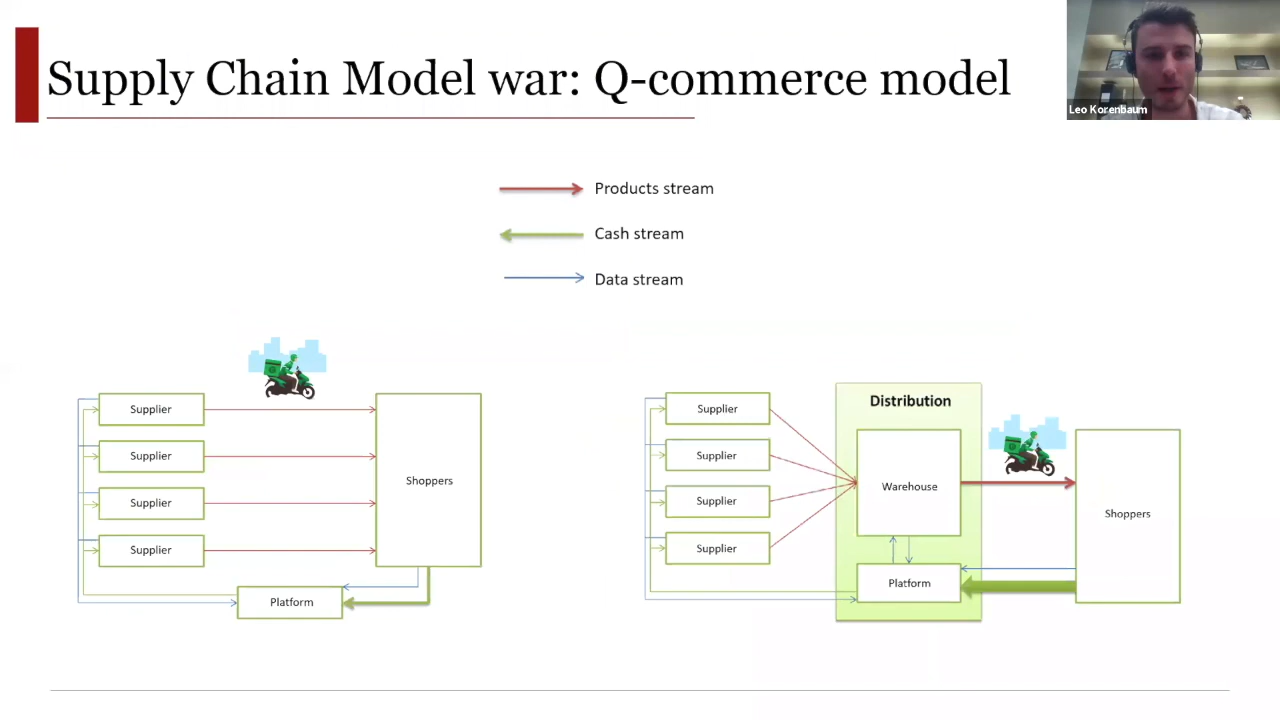 Supply Chain Model war: Q-commerce model
Leo Korenbaum
Products stream
Cash stream
Data stream
Supplier
Supplier
Supplier
Supplier
Shoppers
Platform
Supplier
Supplier
Supplier
Supplier
Distribution
Warehouse
Platform
Shoppers